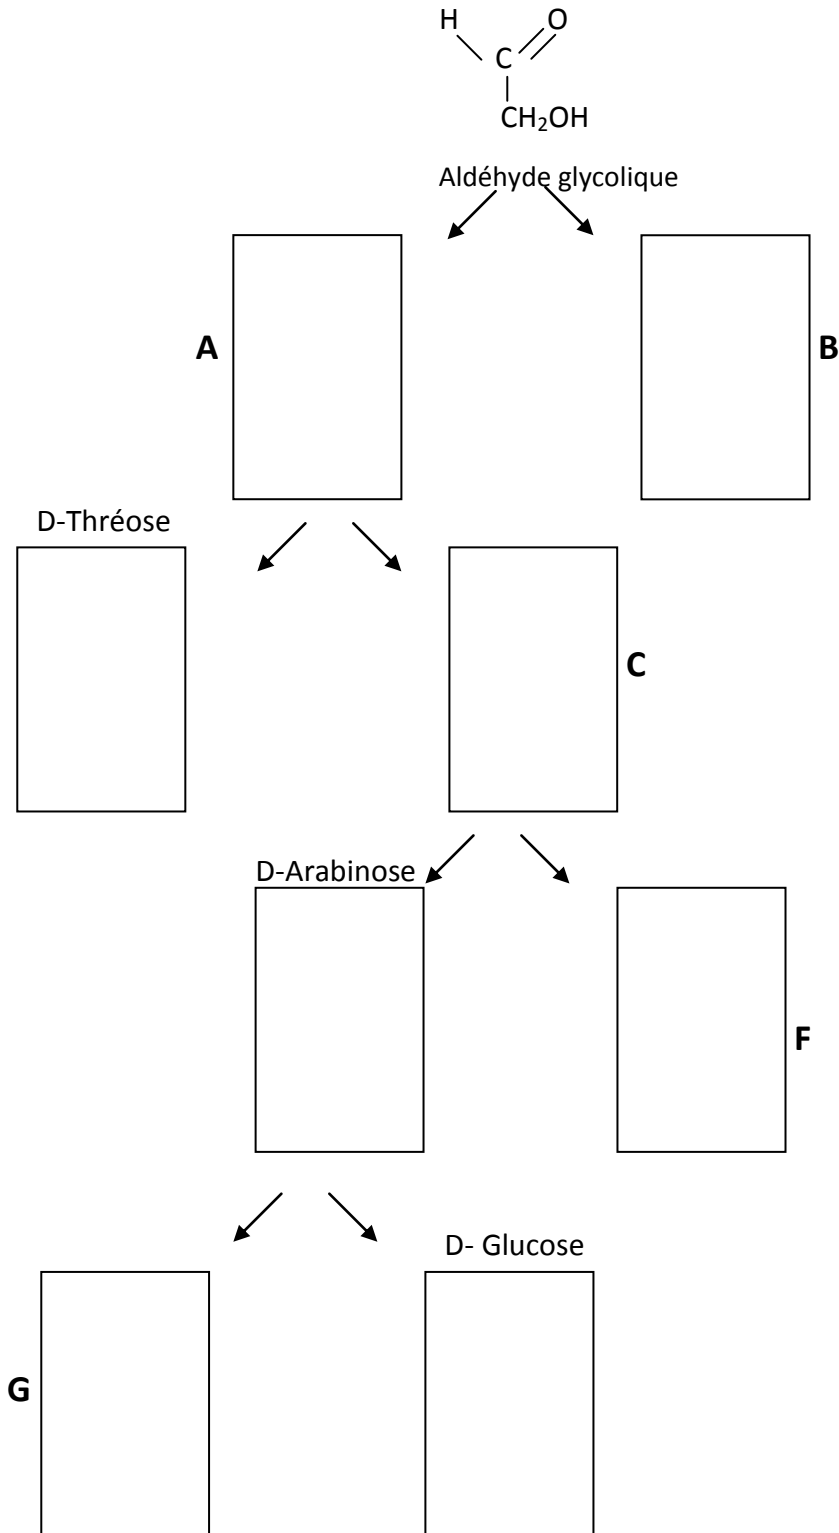 H O
C
CH₂OH
Aldéhyde glycolique
A B
D-Thréose
C
D-Arabinose
F
D- Glucose
G